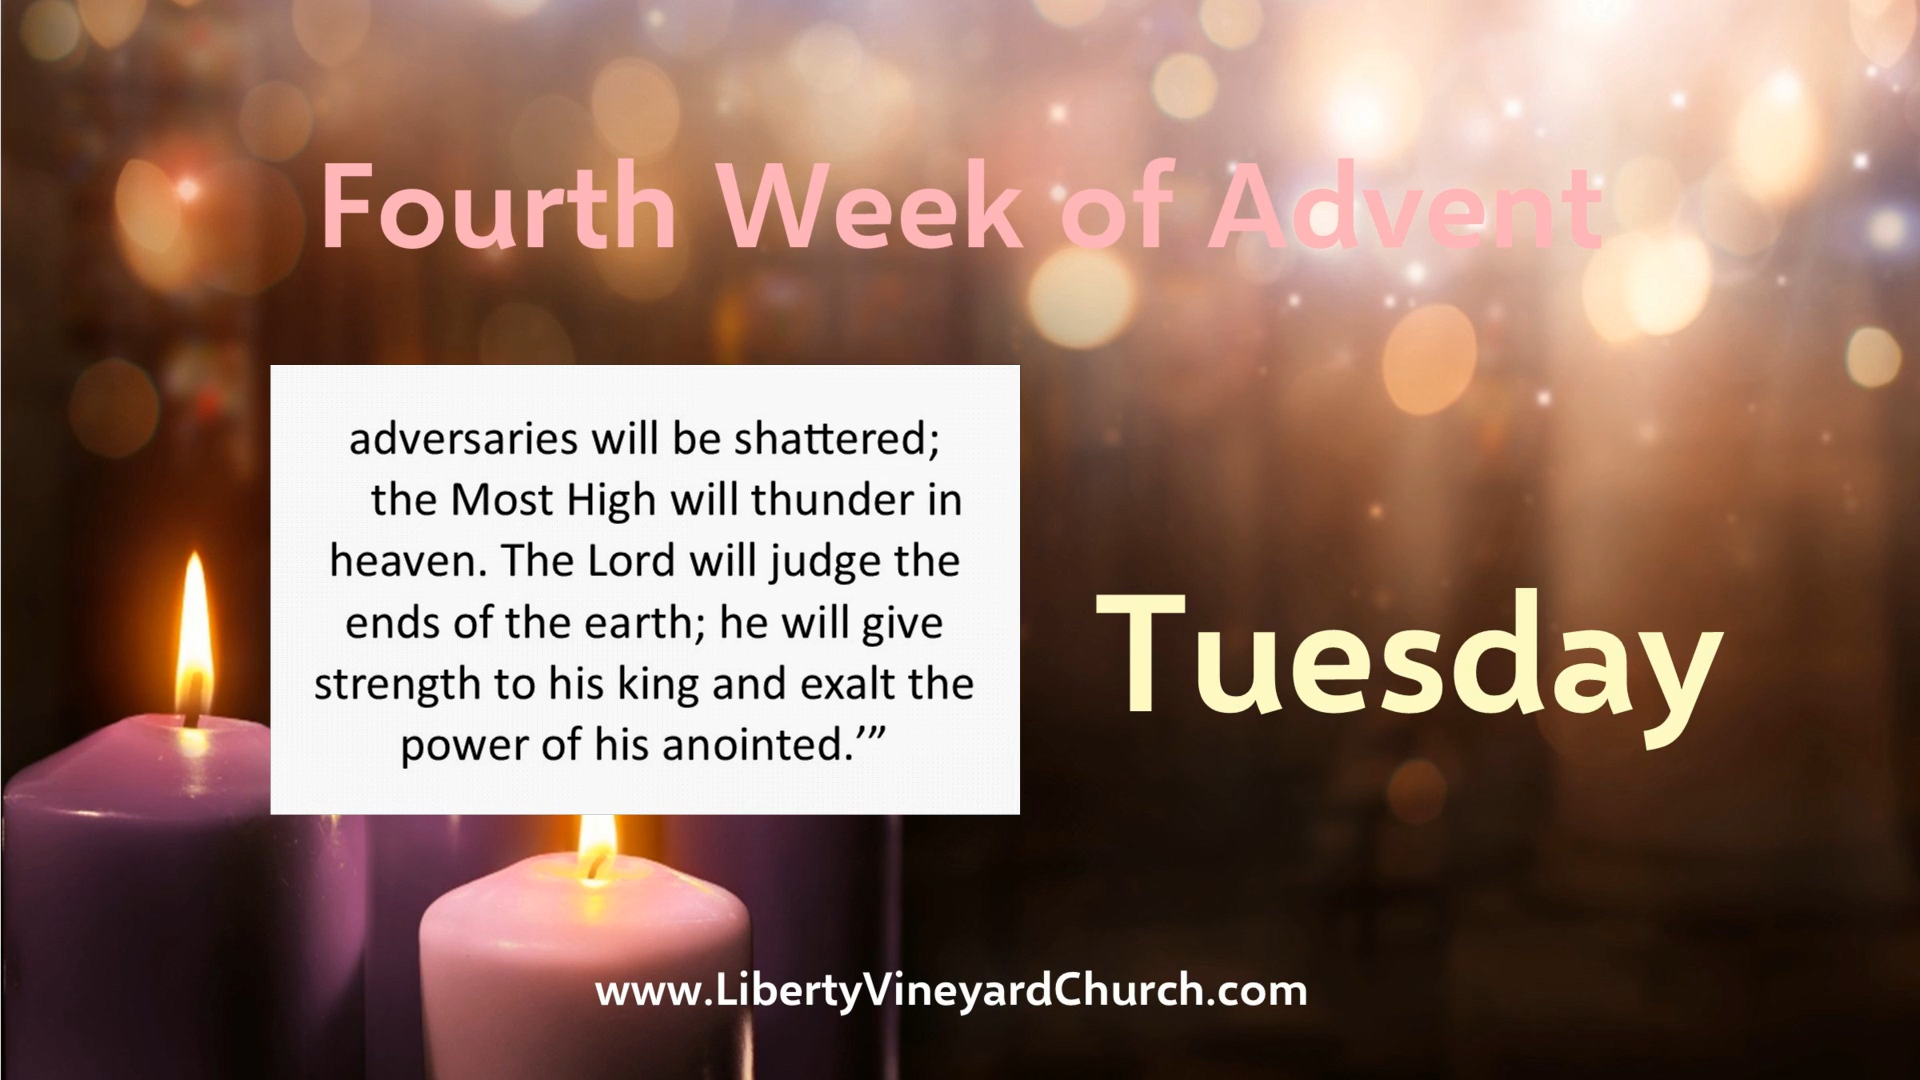 Fourth Week of Advent
adversaries will be shattered;
the Most High will thunder in
heaven. The Lord will judge the
ends of the earth; he will give
strength to his king and exalt the
power of his anointed.’”
Tuesday
www.LibertyVineyardChurch.com